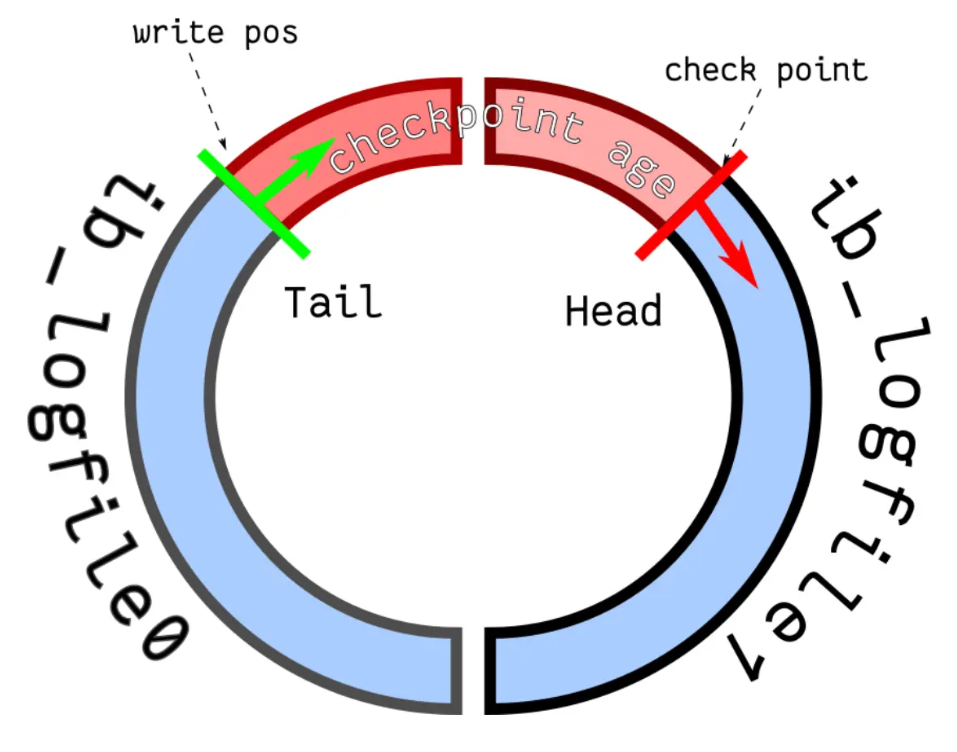 write pos
check point
checkpoint age
Tail
Head
ib_logfile0
ib_logfile1